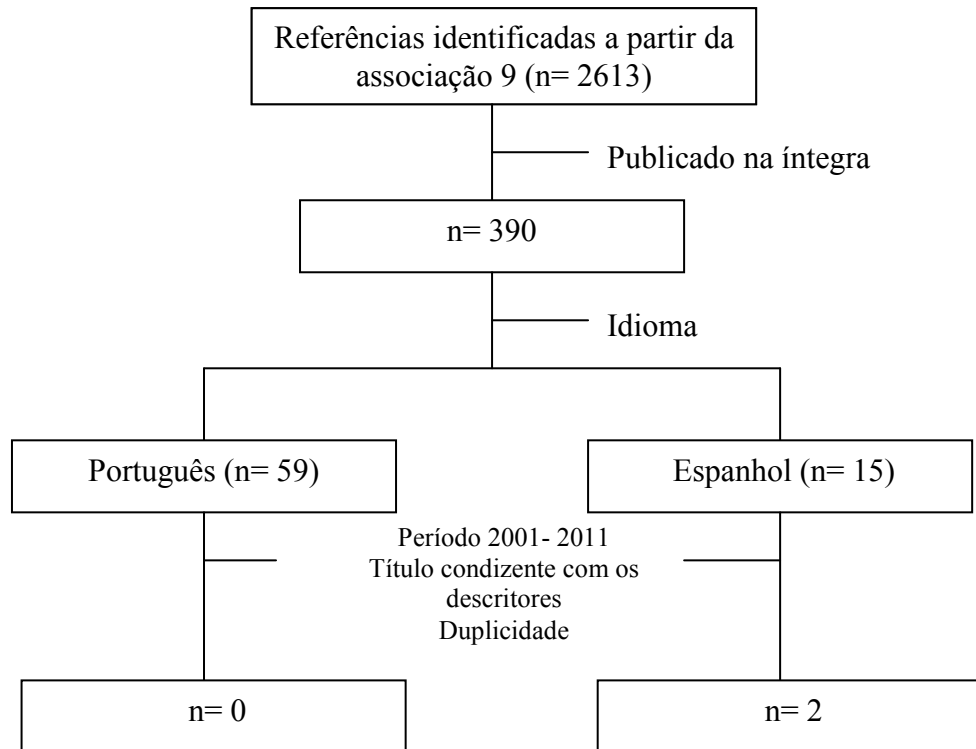 Referências identificadas a partir da
associação 9 (n= 2613)
Publicado na íntegra
n= 390
Idioma
Português (n= 59)
Espanhol (n= 15)
Período 2001- 2011
Título condizente com os
descritores
Duplicidade
n= 0
n= 2